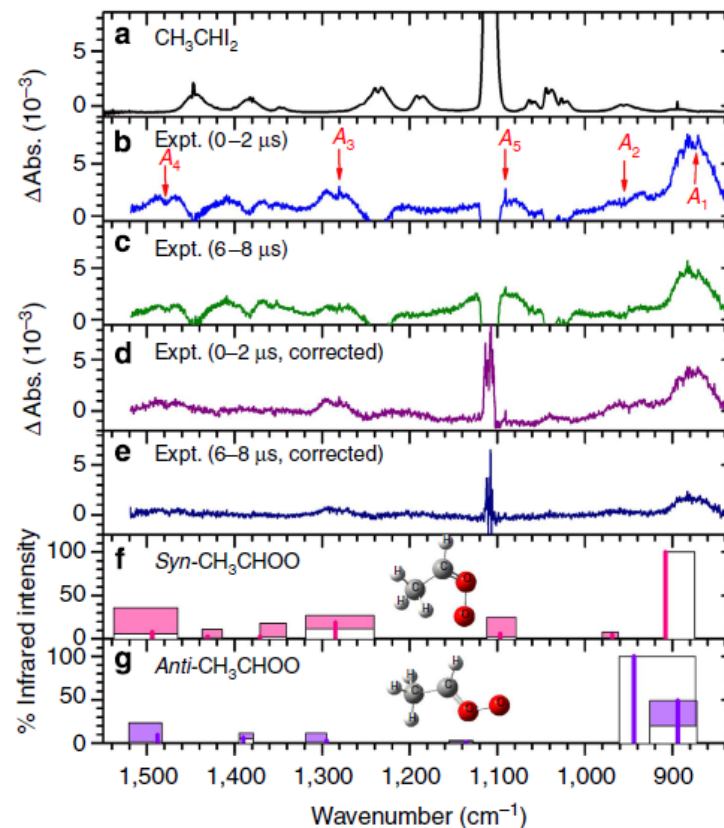 a CH₃CHI₂
5
0
Δ Abs. (10⁻³)
b Expt. (0–2 μs)
A₄
A₃
A₅
A₂
A₁
5
0
c Expt. (6–8 μs)
5
0
Δ Abs. (10⁻³)
d Expt. (0–2 μs, corrected)
5
0
e Expt. (6–8 μs, corrected)
5
0
% Infrared intensity
f Syn-CH₃CHOO
100
50
0
H
C
C
H
H
H
g Anti-CH₃CHOO
100
50
0
H
H
C
C
H
H
1,500 1,400 1,300 1,200 1,100 1,000 900
Wavenumber (cm⁻¹)